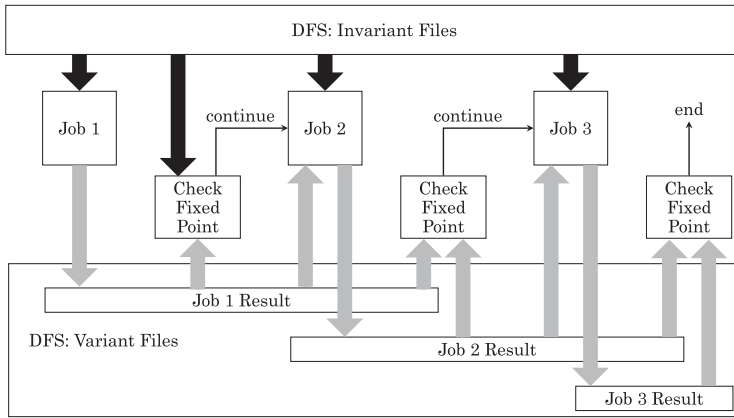 DFS: Invariant Files
Job 1
continue
Job 2
continue
Job 3
end
Check
Fixed
Point
Check
Fixed
Point
Check
Fixed
Point
Job 1 Result
DFS: Variant Files
Job 2 Result
Job 3 Result